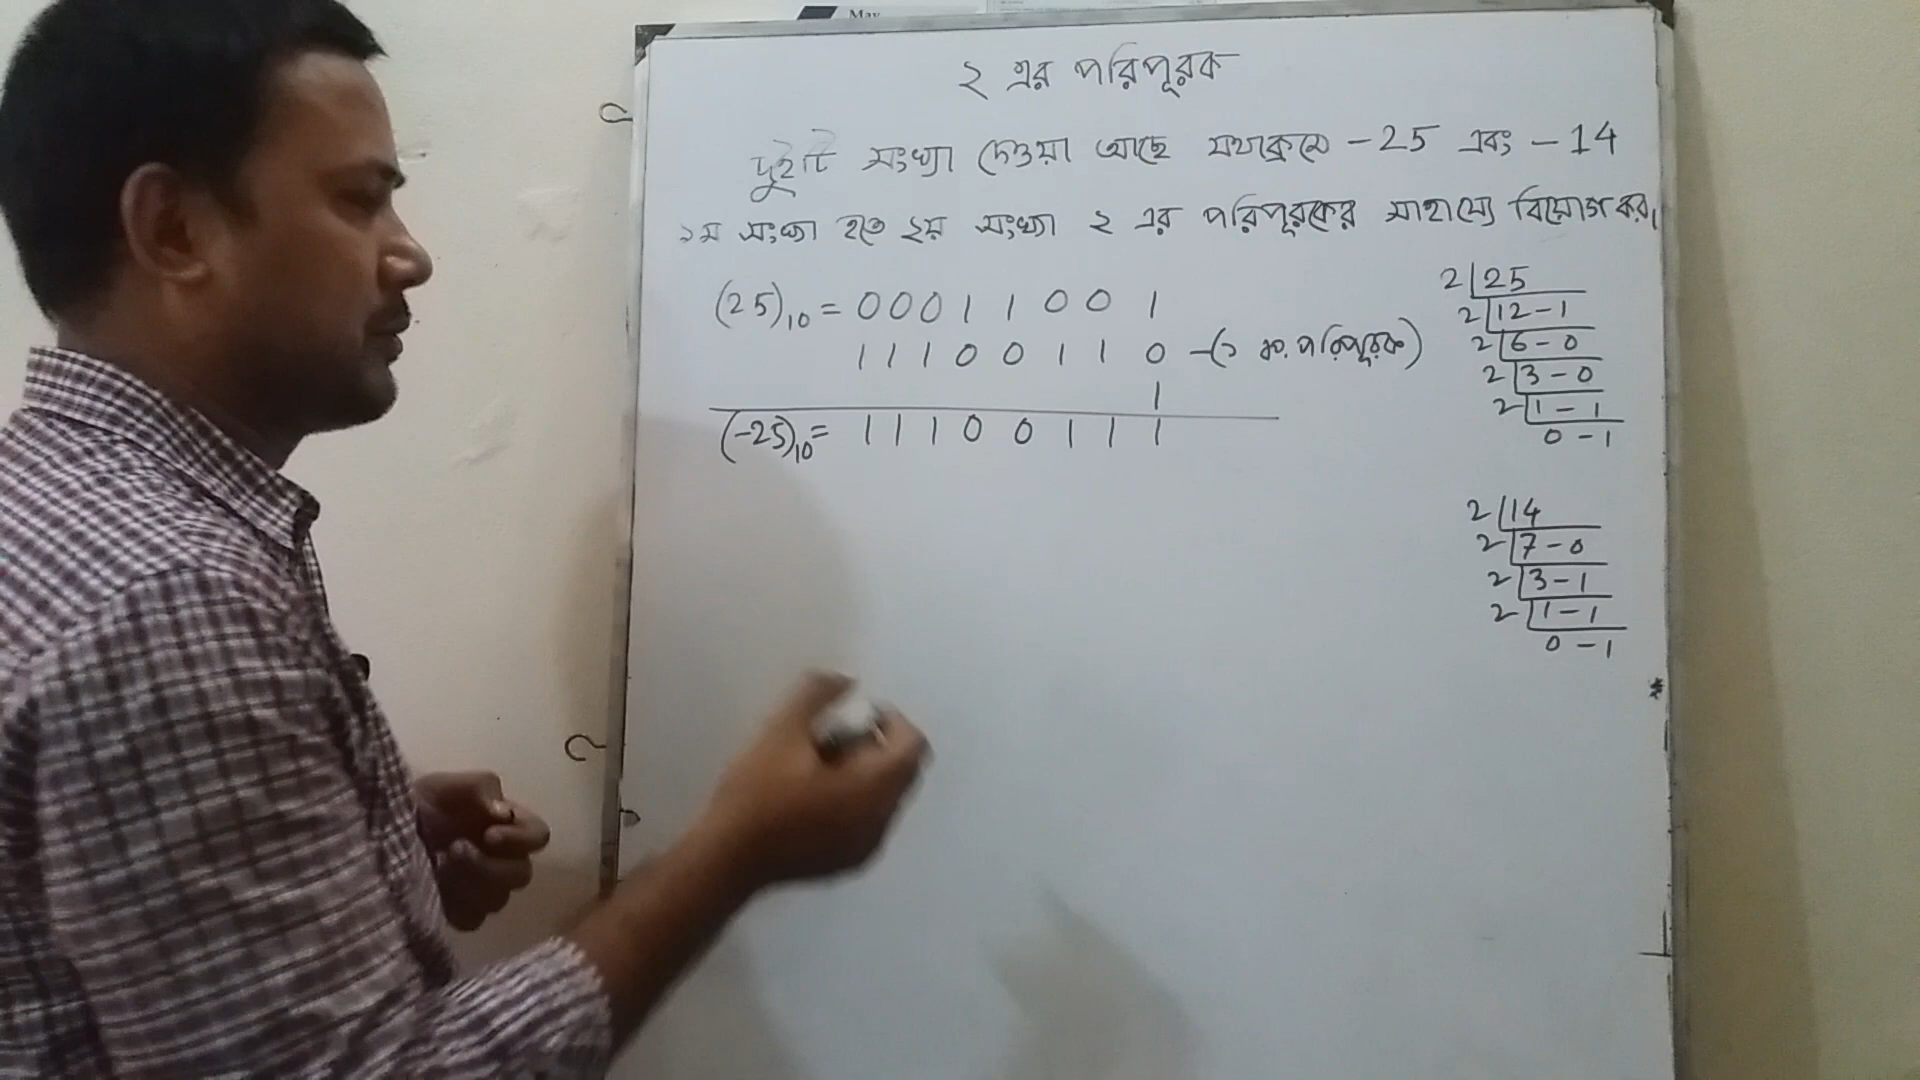 May
২ এর পরিপূরক
দুইটি সংখ্যা দেওয়া আছে যথাক্রমে -25 এবং -14
১ম সংখ্যা হতে ২য় সংখ্যা ২ এর পরিপূরকের সাহায্যে বিয়োগ কর।
(25)₁₀ = 0 0 0 1 1 0 0 1
1 1 1 0 0 1 1 0 - (১ এর পরিপূরক)
1
(-25)₁₀ = 1 1 1 0 0 1 1 1
2 | 25
2 | 12 - 1
2 | 6 - 0
2 | 3 - 0
2 | 1 - 1
0 - 1
2 | 14
2 | 7 - 0
2 | 3 - 1
2 | 1 - 1
0 - 1